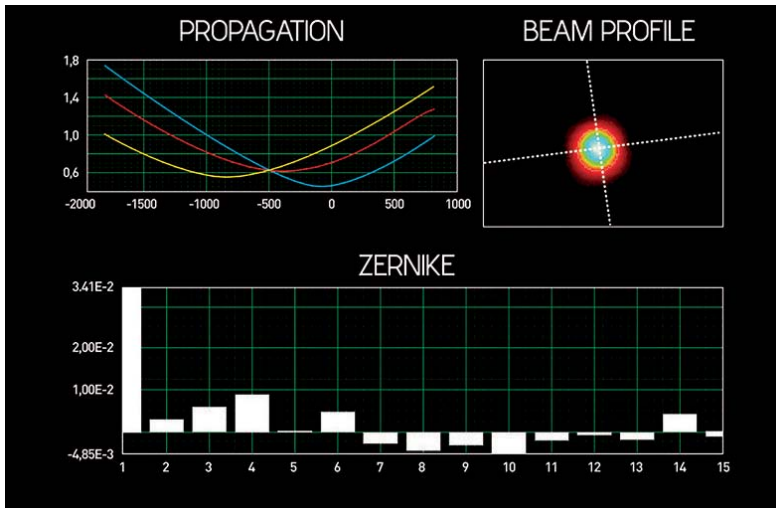 PROPAGATION
1,8
1,4
1,0
0,6
-2000 -1500 -1000 -500 0 500 1000
BEAM PROFILE
ZERNIKE
3.41E-2
2,00E-2
1,00E-2
-4,85E-3
1 2 3 4 5 6 7 8 9 10 11 12 13 14 15